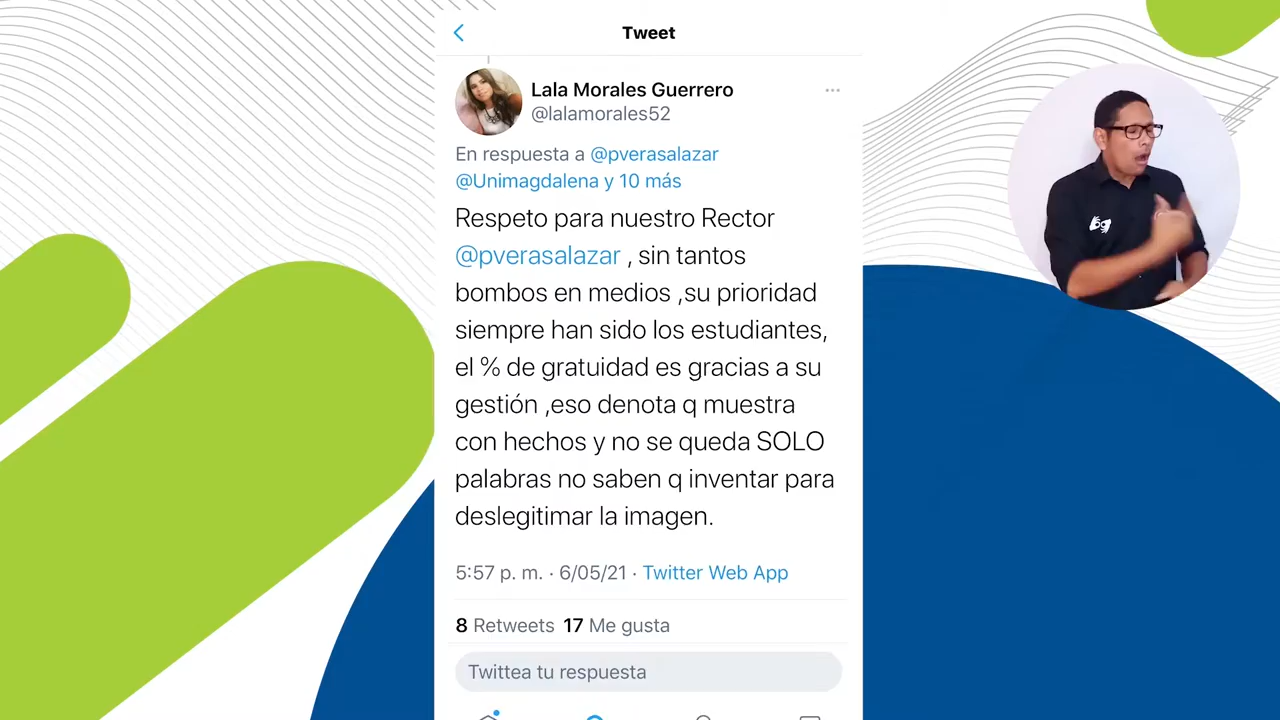 Tweet
Lala Morales Guerrero
@lalamorales52
En respuesta a @pverasalazar
@Unimagdalena y 10 más
Respeto para nuestro Rector
@pverasalazar , sin tantos
bombos en medios ,su prioridad
siempre han sido los estudiantes,
el % de gratuidad es gracias a su
gestión ,eso denota q muestra
con hechos y no se queda SOLO
palabras no saben q inventar para
deslegitimar la imagen.
5:57 p. m. · 6/05/21 · Twitter Web App
8 Retweets 17 Me gusta
Twittea tu respuesta